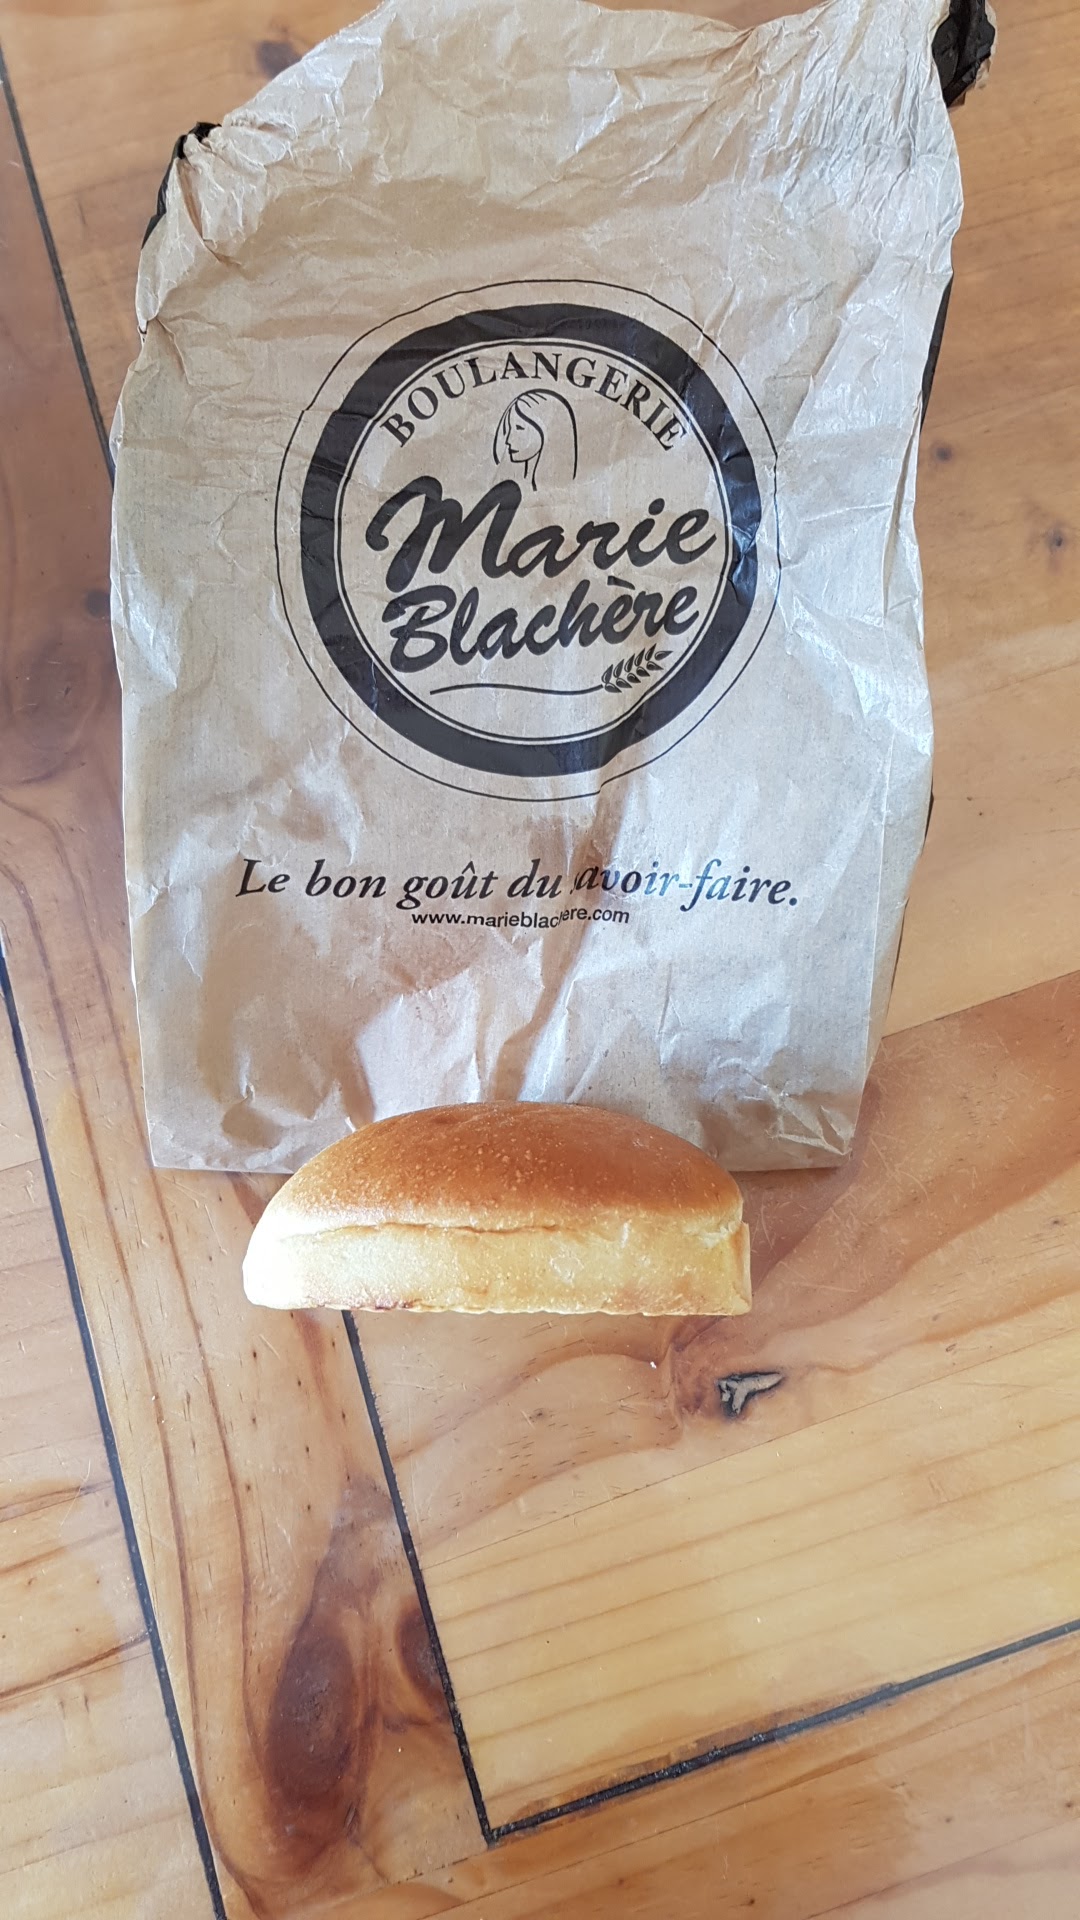 BOULANGERIE
Marie
Blachère
Le bon goût du avoir-faire.
www.marieblachere.com